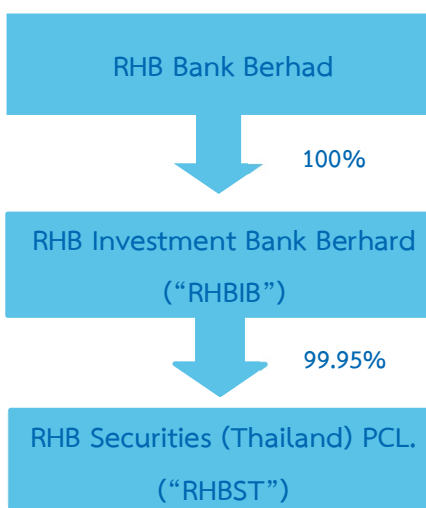 RHB Bank Berhad
100%
RHB Investment Bank Berhard
(“RHBIB”)
99.95%
RHB Securities (Thailand) PCL.
(“RHBST”)